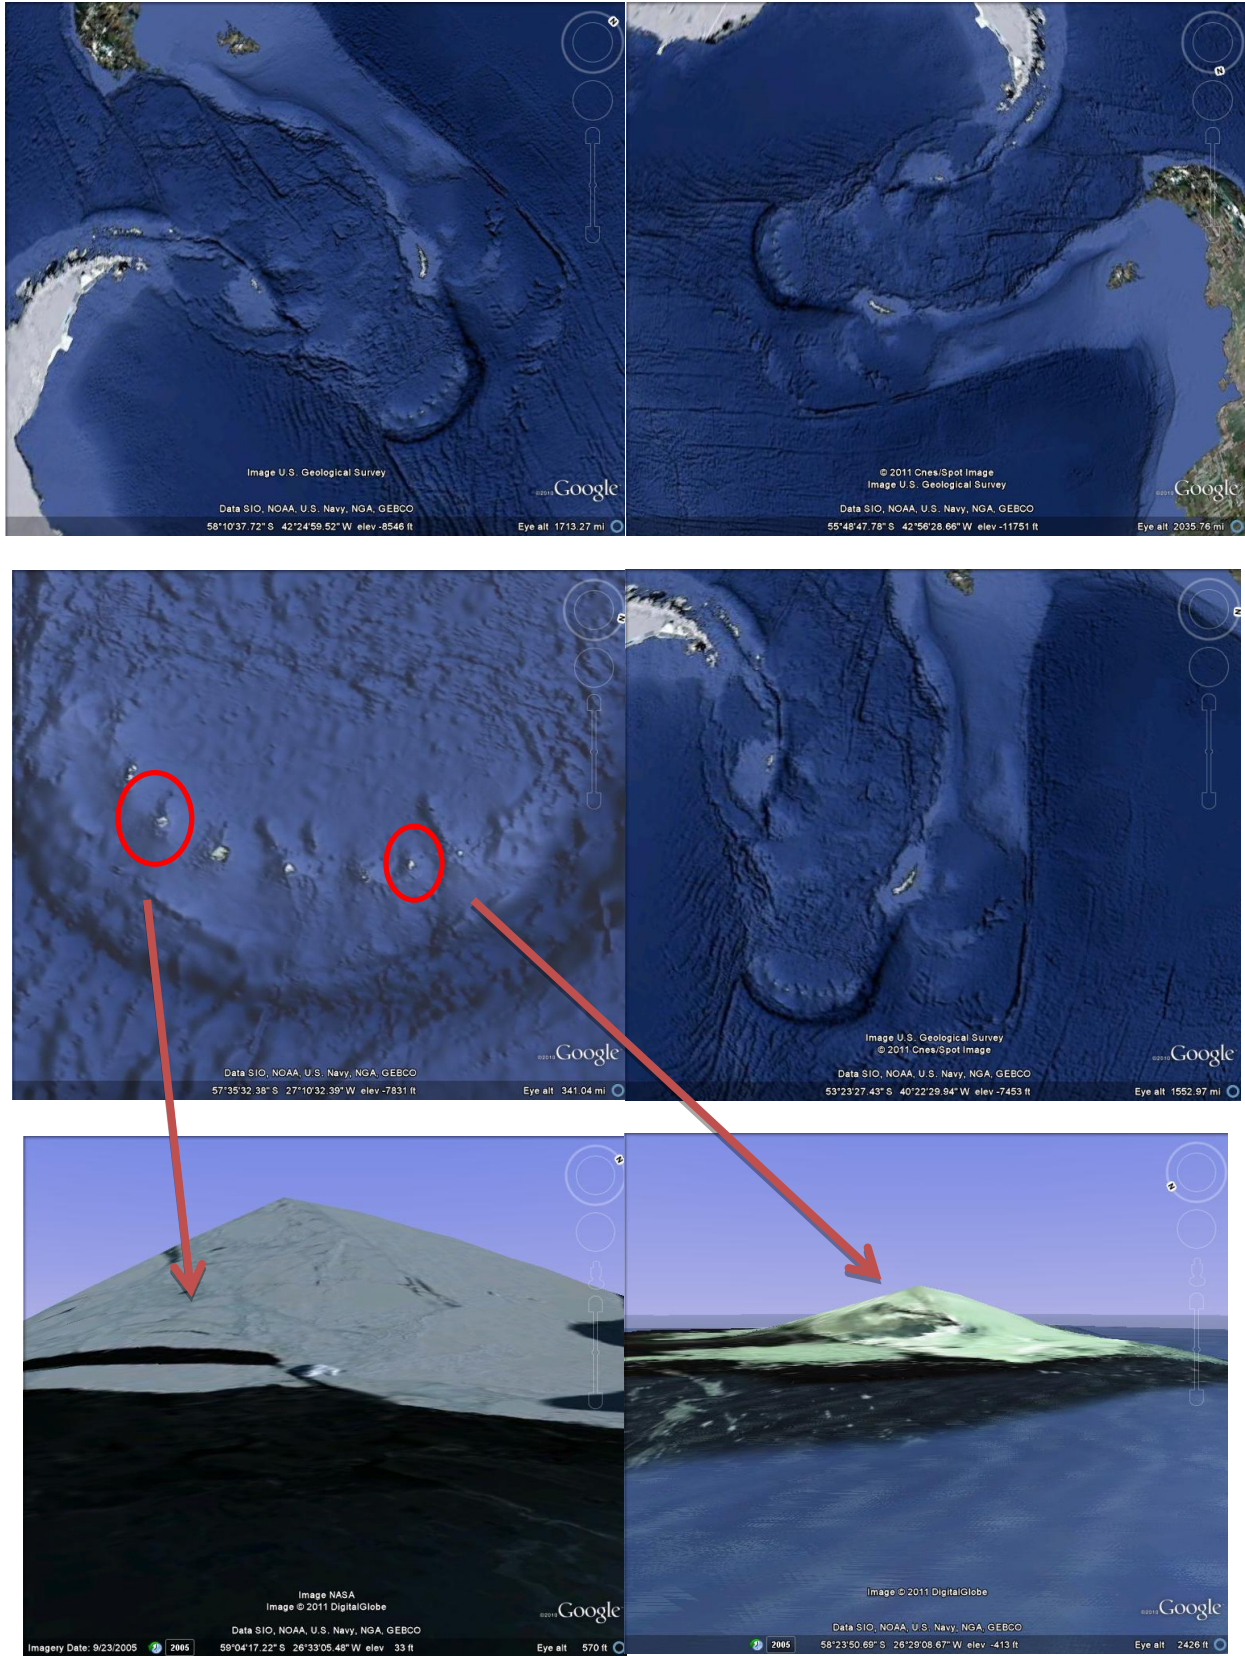 N
Image U.S. Geological Survey
©2010 Google
Data SIO, NOAA, U.S. Navy, NGA, GEBCO
58°10'37.72" S 42°24'59.52" W elev -8546 ft Eye alt 1713.27 mi
N
© 2011 Cnes/Spot Image
Image U.S. Geological Survey
©2010 Google
Data SIO, NOAA, U.S. Navy, NGA, GEBCO
55°48'47.78" S 42°56'28.66" W elev -11751 ft Eye alt 2035.76 mi
N
©2010 Google
Data SIO, NOAA, U.S. Navy, NGA, GEBCO
57°35'32.38" S 27°10'32.39" W elev -7831 ft Eye alt 341.04 mi
N
Image U.S. Geological Survey
© 2011 Cnes/Spot Image
©2010 Google
Data SIO, NOAA, U.S. Navy, NGA, GEBCO
53°23'27.43" S 40°22'29.94" W elev -7453 ft Eye alt 1552.97 mi
N
Image NASA
Image © 2011 DigitalGlobe
©2010 Google
Data SIO, NOAA, U.S. Navy, NGA, GEBCO
Imagery Date: 9/23/2005 2005 59°04'17.22" S 26°33'05.48" W elev 33 ft Eye alt 570 ft
N
Image © 2011 DigitalGlobe
©2010 Google
Data SIO, NOAA, U.S. Navy, NGA, GEBCO
2005 58°23'50.69" S 26°29'08.67" W elev -413 ft Eye alt 2426 ft